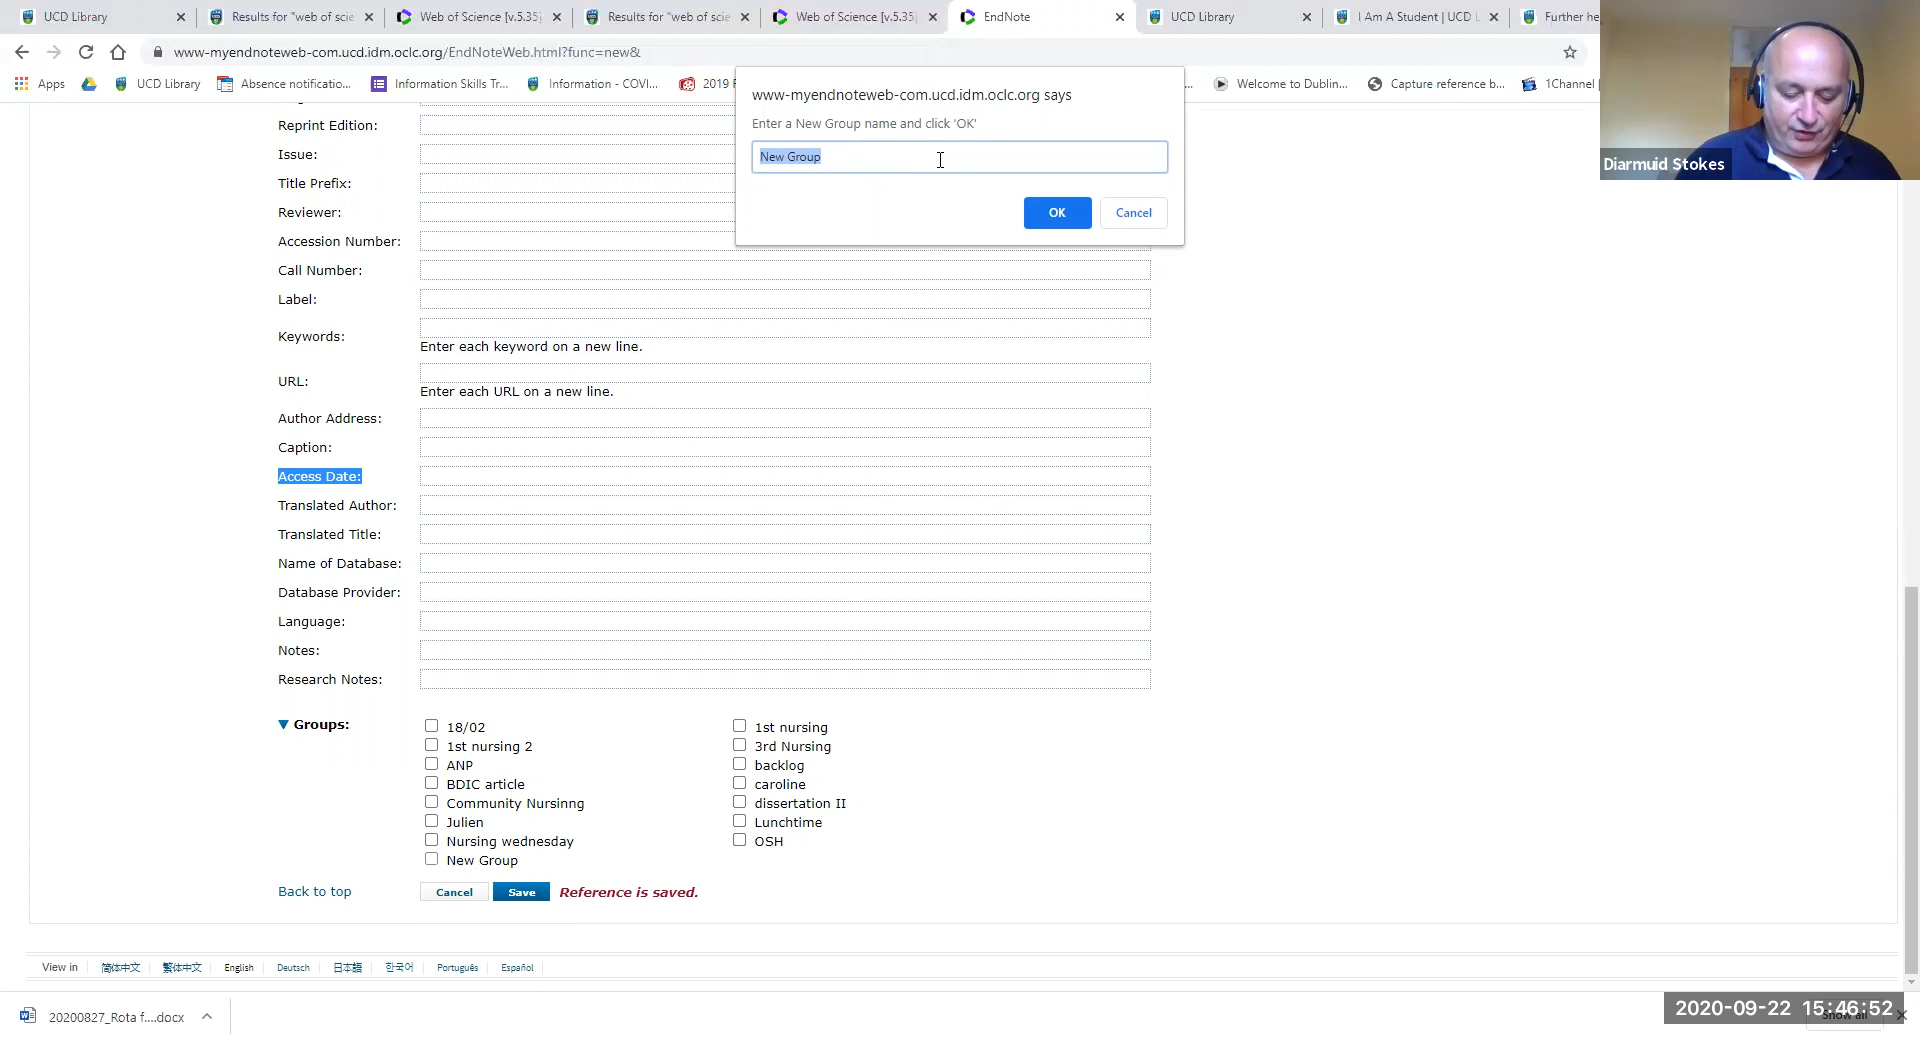 UCD Library
Results for "web of scie
Web of Science [v.5.35]
Results for "web of scie
Web of Science [v.5.35]
EndNote
UCD Library
I Am A Student | UCD L
Further he
www-myendnoteweb-com.ucd.idm.oclc.org/EndNoteWeb.html?func=new&
Apps
UCD Library
Absence notificatio...
Information Skills Tr...
Information - COVI...
2019
Welcome to Dublin...
Capture reference b...
1Channel
www-myendnoteweb-com.ucd.idm.oclc.org says
Enter a New Group name and click 'OK'
New Group
OK
Cancel
Diarmuid Stokes
Reprint Edition:
Issue:
Title Prefix:
Reviewer:
Accession Number:
Call Number:
Label:
Keywords:
Enter each keyword on a new line.
URL:
Enter each URL on a new line.
Author Address:
Caption:
Access Date:
Translated Author:
Translated Title:
Name of Database:
Database Provider:
Language:
Notes:
Research Notes:
Groups:
18/02
1st nursing
1st nursing 2
3rd Nursing
ANP
backlog
BDIC article
caroline
Community Nursinng
dissertation II
Julien
Lunchtime
Nursing wednesday
OSH
New Group
Back to top
Cancel
Save
Reference is saved.
View in
简体中文
繁体中文
English
Deutsch
日本語
한국어
Português
Español
20200827_Rota f....docx
2020-09-22 15:46:52
Show all